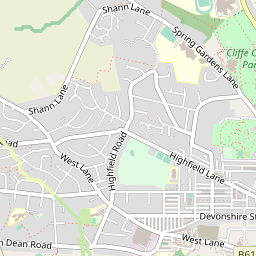 Shann Lane
Spring Gardens Lane
Cliffe C
Par
Shann Lane
oad
West Lane
Highfield Road
Highfield Lane
Devonshire S
West Lane
n Dean Road
B61